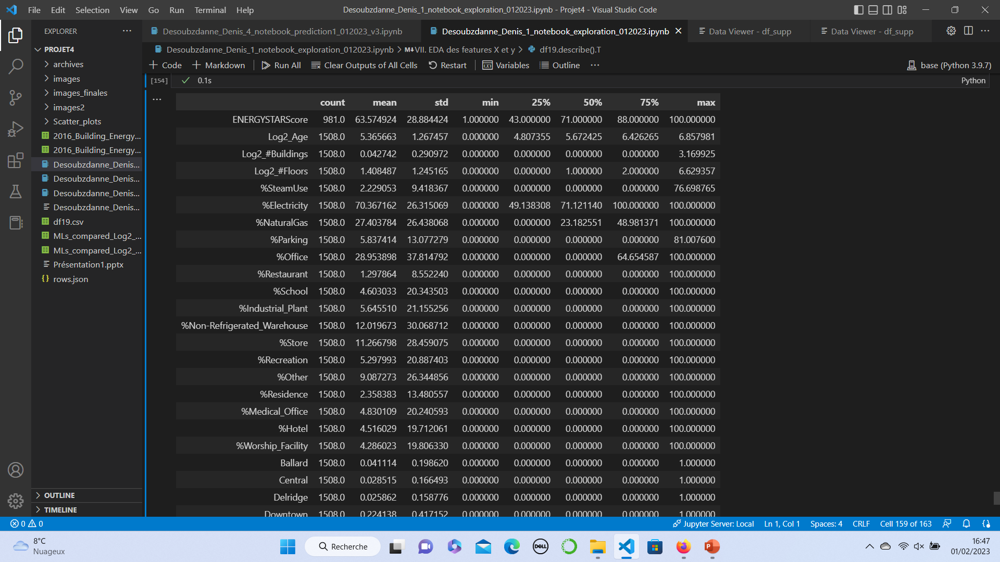 File Edit Selection View Go Run Terminal Help
Desoubzdanne_Denis_1_notebook_exploration_012023.ipynb - Projet4 - Visual Studio Code
EXPLORER
Desoubzdanne_Denis_4_notebook_prediction1_012023_v3.ipynb
Desoubzdanne_Denis_1_notebook_exploration_012023.ipynb
Data Viewer - df_supp
Data Viewer - df_supp
PROJET4
archives
images
images_finales
images2
Scatter_plots
2016_Building_Energy...
2016_Building_Energy...
Desoubzdanne_Denis...
Desoubzdanne_Denis...
Desoubzdanne_Denis...
Desoubzdanne_Denis...
df19.csv
MLs_compared_Log2_...
MLs_compared_Log2_...
Présentation1.pptx
rows.json
OUTLINE
TIMELINE
Desoubzdanne_Denis_1_notebook_exploration_012023.ipynb > M↓VII. EDA des features X et y > df19.describe().T
+ Code + Markdown Run All Clear Outputs of All Cells Restart Variables Outline ... base (Python 3.9.7)
[154] ✓ 0.1s Python
count mean std min 25% 50% 75% max
ENERGYSTARScore 981.0 63.574924 28.884424 1.000000 43.000000 71.000000 88.000000 100.000000
Log2_Age 1508.0 5.365663 1.267457 0.000000 4.807355 5.672425 6.426265 6.857981
Log2_#Buildings 1508.0 0.042742 0.290972 0.000000 0.000000 0.000000 0.000000 3.169925
Log2_#Floors 1508.0 1.408487 1.245165 0.000000 0.000000 1.000000 2.000000 6.629357
%SteamUse 1508.0 2.229053 9.418367 0.000000 0.000000 0.000000 0.000000 76.698765
%Electricity 1508.0 70.367162 26.315069 0.000000 49.138308 71.121140 100.000000 100.000000
%NaturalGas 1508.0 27.403784 26.438068 0.000000 0.000000 23.182551 48.981371 100.000000
%Parking 1508.0 5.837414 13.077279 0.000000 0.000000 0.000000 0.000000 81.007600
%Office 1508.0 28.953898 37.814792 0.000000 0.000000 0.000000 64.654587 100.000000
%Restaurant 1508.0 1.297864 8.552240 0.000000 0.000000 0.000000 0.000000 100.000000
%School 1508.0 4.603033 20.343503 0.000000 0.000000 0.000000 0.000000 100.000000
%Industrial_Plant 1508.0 5.645510 21.155256 0.000000 0.000000 0.000000 0.000000 100.000000
%Non-Refrigerated_Warehouse 1508.0 12.019673 30.068712 0.000000 0.000000 0.000000 0.000000 100.000000
%Store 1508.0 11.266798 28.459075 0.000000 0.000000 0.000000 0.000000 100.000000
%Recreation 1508.0 5.297993 20.887403 0.000000 0.000000 0.000000 0.000000 100.000000
%Other 1508.0 9.087273 26.344856 0.000000 0.000000 0.000000 0.000000 100.000000
%Residence 1508.0 2.358383 13.480557 0.000000 0.000000 0.000000 0.000000 100.000000
%Medical_Office 1508.0 4.830109 20.240593 0.000000 0.000000 0.000000 0.000000 100.000000
%Hotel 1508.0 4.516029 19.712061 0.000000 0.000000 0.000000 0.000000 100.000000
%Worship_Facility 1508.0 4.286023 19.806330 0.000000 0.000000 0.000000 0.000000 100.000000
Ballard 1508.0 0.041114 0.198620 0.000000 0.000000 0.000000 0.000000 1.000000
Central 1508.0 0.028515 0.166493 0.000000 0.000000 0.000000 0.000000 1.000000
Delridge 1508.0 0.025862 0.158776 0.000000 0.000000 0.000000 0.000000 1.000000
Downtown 1508.0 0.224138 0.417152 0.000000 0.000000 0.000000 0.000000 1.000000
0 0 Jupyter Server: Local Ln 1, Col 1 Spaces: 4 CRLF Cell 159 of 163
8°C
Nuageux
Recherche
DELL
16:47
01/02/2023